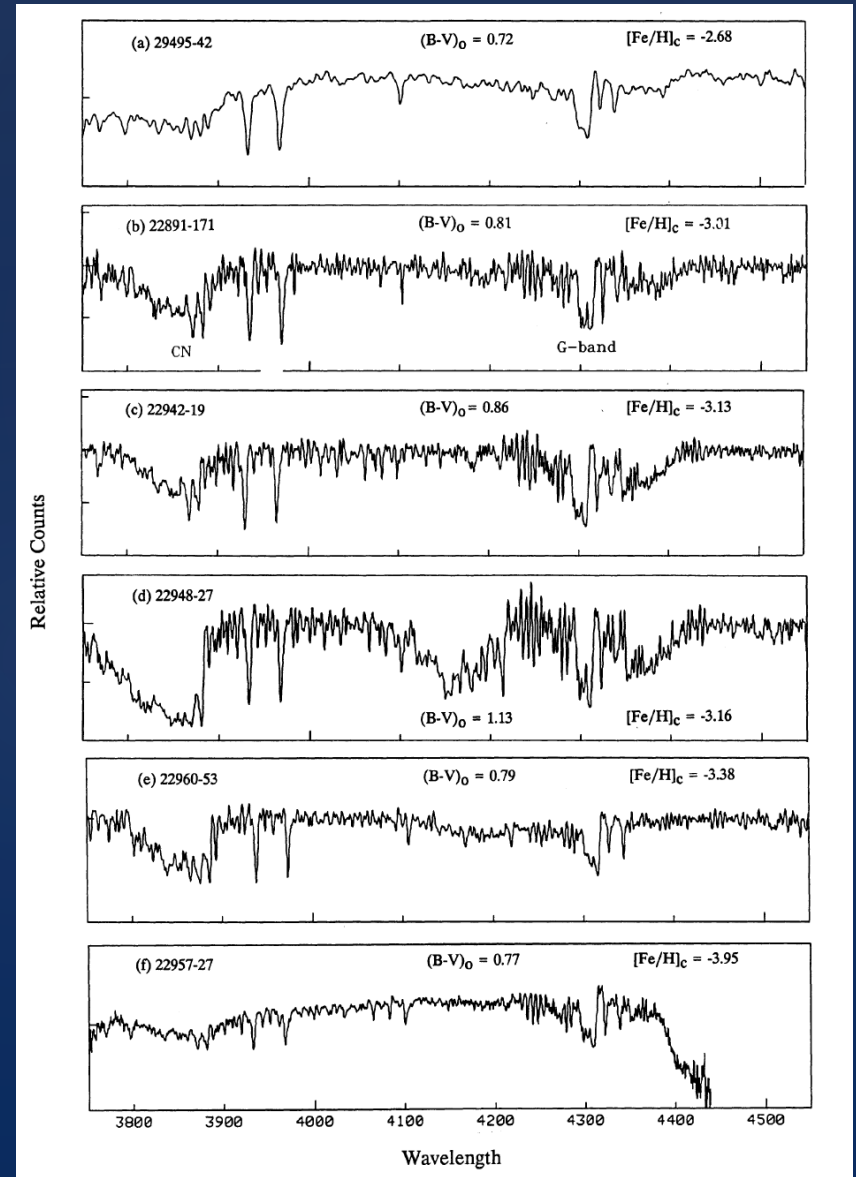 (a) 29495-42 (B-V)o = 0.72 [Fe/H]c = -2.68
(b) 22891-171 (B-V)o = 0.81 [Fe/H]c = -3.01
CN G-band
(c) 22942-19 (B-V)o = 0.86 [Fe/H]c = -3.13
(d) 22948-27
(B-V)o = 1.13 [Fe/H]c = -3.16
(e) 22960-53 (B-V)o = 0.79 [Fe/H]c = -3.38
(f) 22957-27 (B-V)o = 0.77 [Fe/H]c = -3.95
3800 3900 4000 4100 4200 4300 4400 4500
Wavelength
Relative Counts